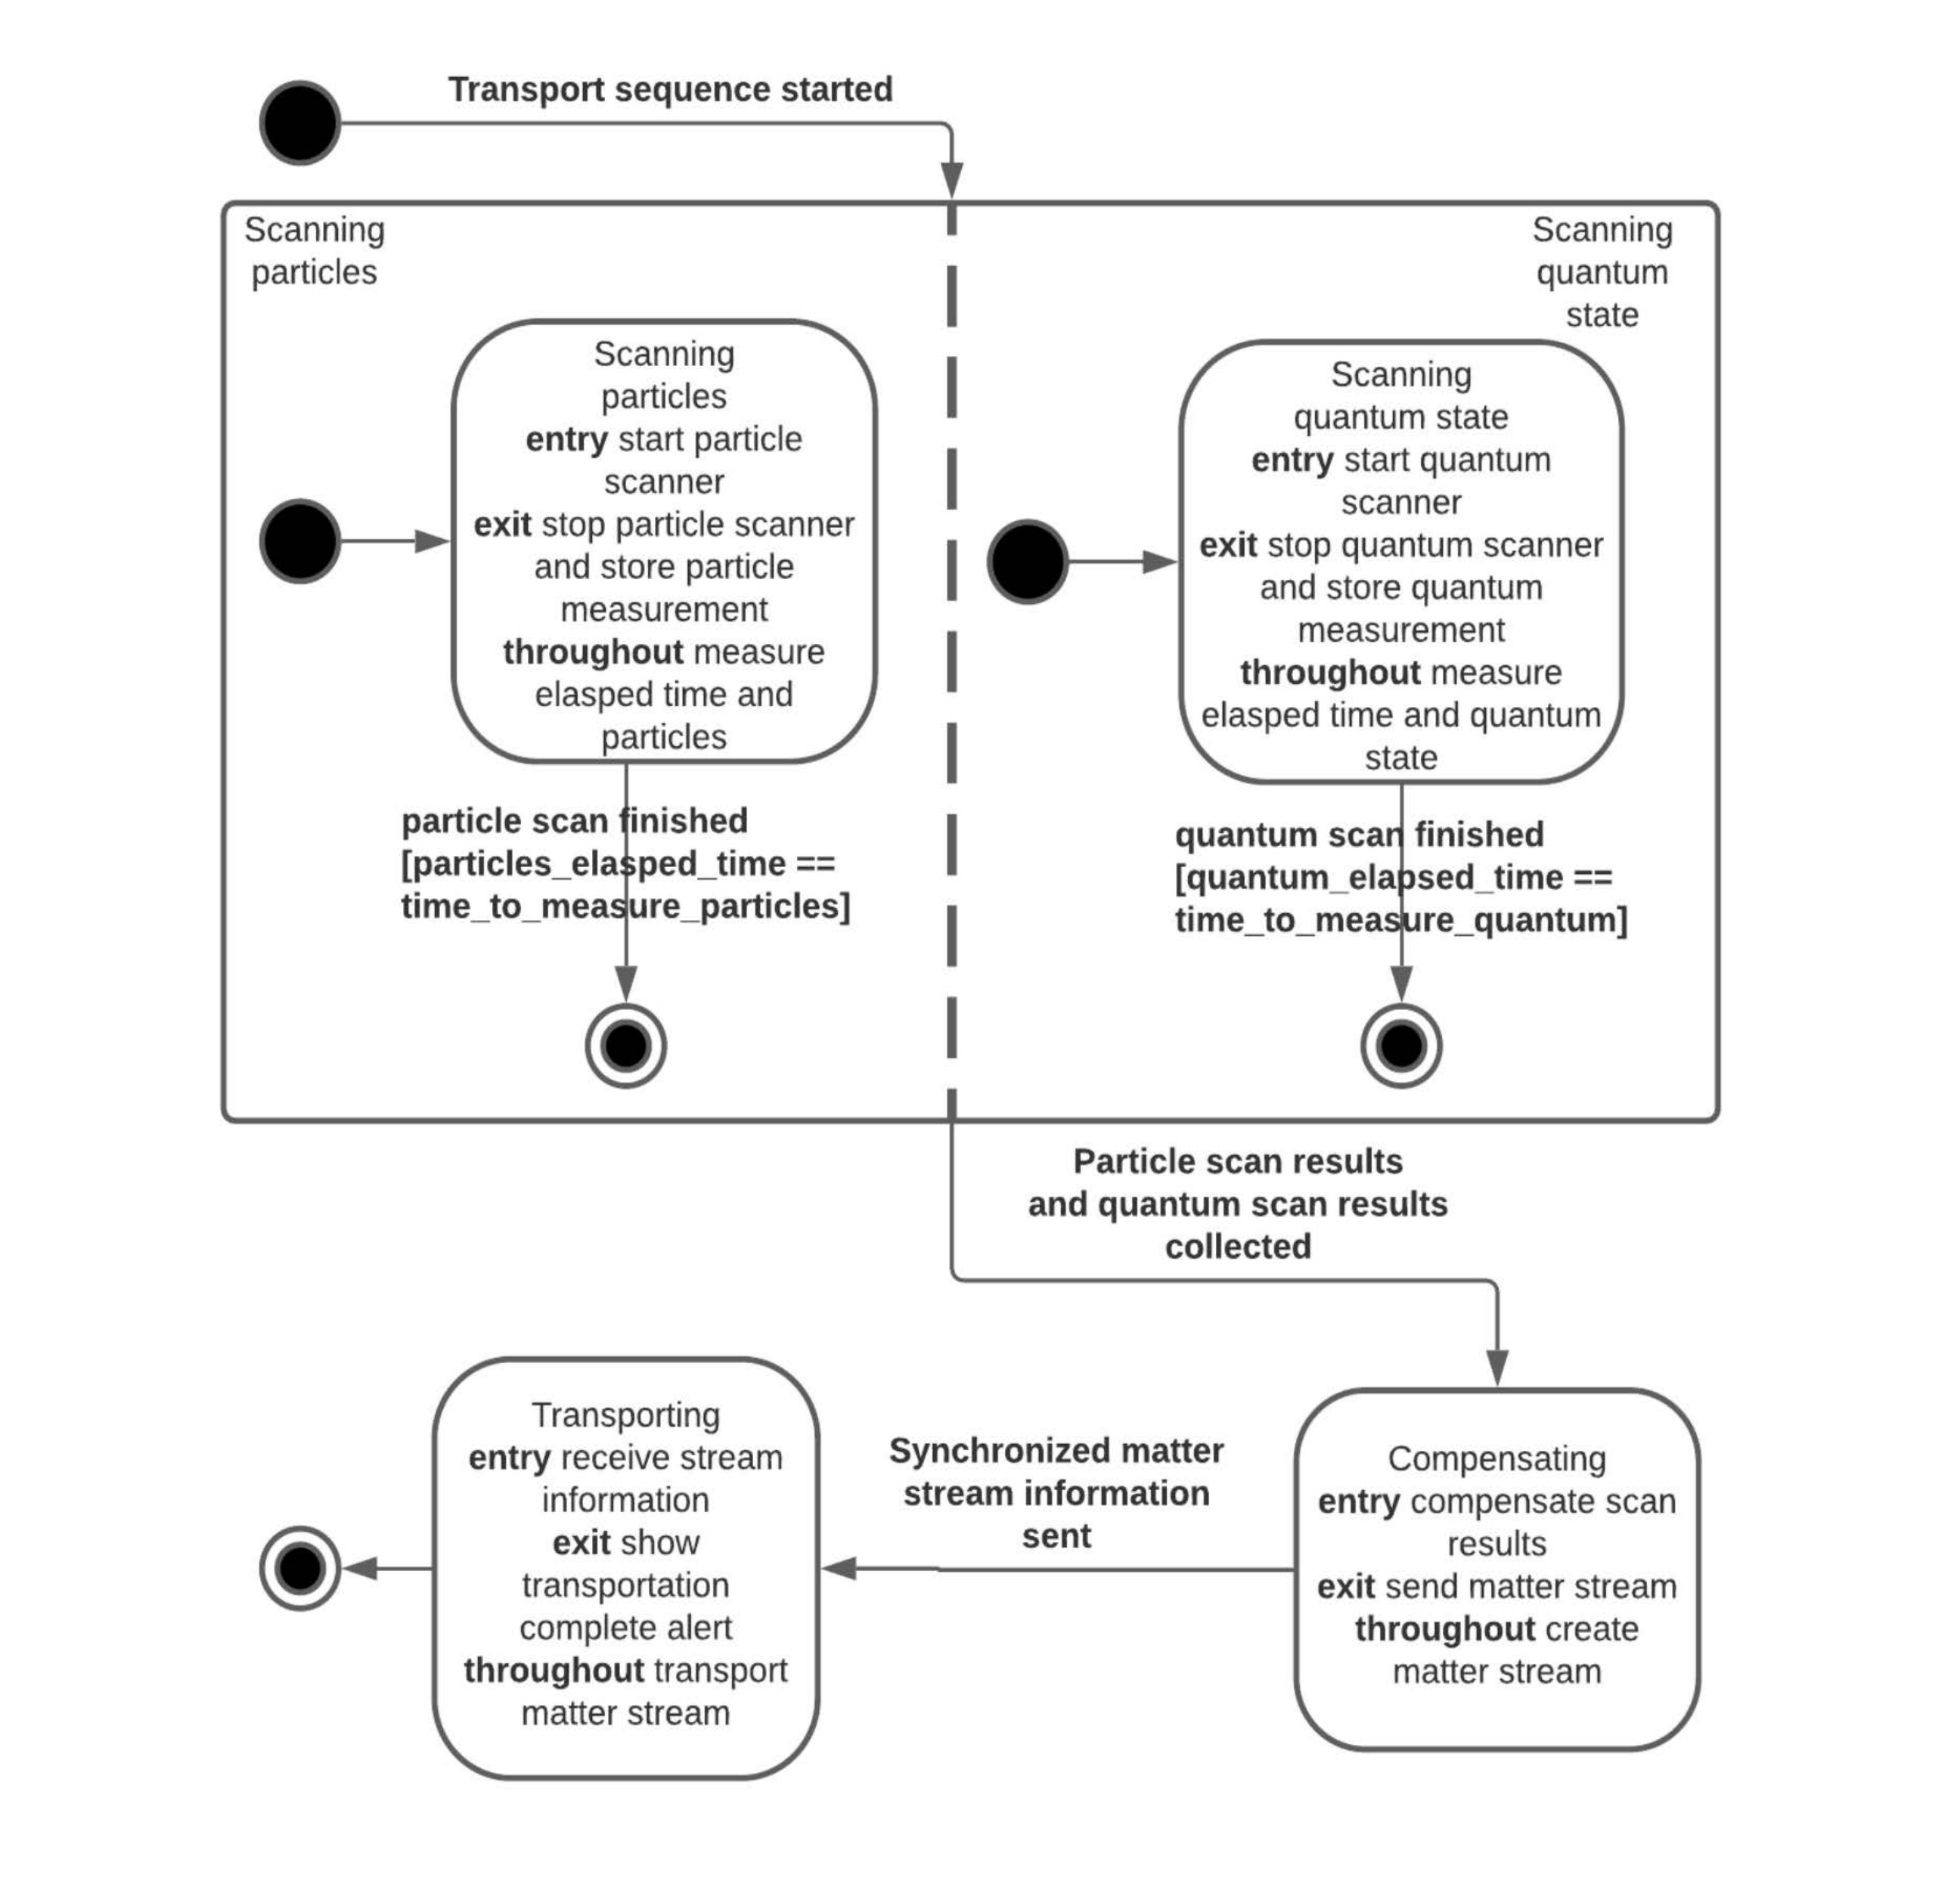 Transport sequence started
Scanning
particles
Scanning
quantum
state
Scanning
particles
entry start particle
scanner
exit stop particle scanner
and store particle
measurement
throughout measure
elasped time and
particles
Scanning
quantum state
entry start quantum
scanner
exit stop quantum scanner
and store quantum
measurement
throughout measure
elasped time and quantum
state
particle scan finished
[particles_elasped_time ==
time_to_measure_particles]
quantum scan finished
[quantum_elapsed_time ==
time_to_measure_quantum]
Particle scan results
and quantum scan results
collected
Transporting
entry receive stream
information
exit show
transportation
complete alert
throughout transport
matter stream
Synchronized matter
stream information
sent
Compensating
entry compensate scan
results
exit send matter stream
throughout create
matter stream